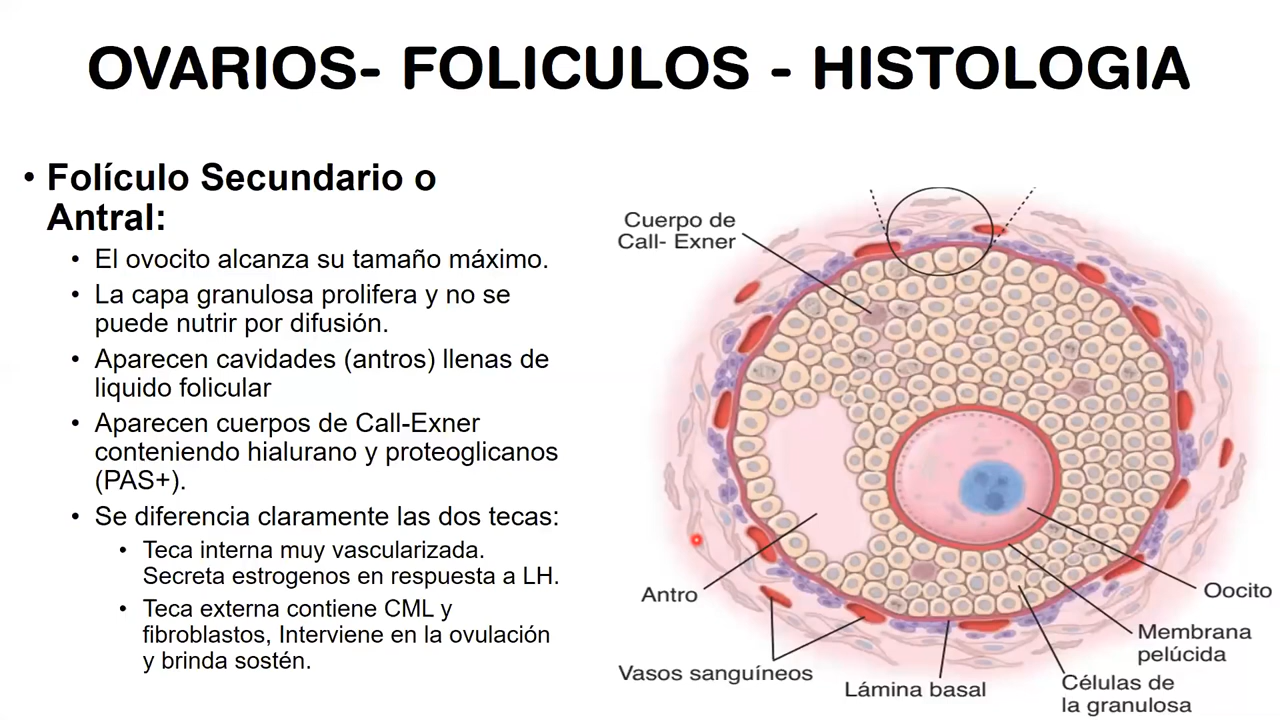 OVARIOS- FOLICULOS - HISTOLOGIA
• Folículo Secundario o
Antral:
• El ovocito alcanza su tamaño máximo.
• La capa granulosa prolifera y no se
puede nutrir por difusión.
• Aparecen cavidades (antros) llenas de
liquido folicular
• Aparecen cuerpos de Call-Exner
conteniendo hialurano y proteoglicanos
(PAS+).
• Se diferencia claramente las dos tecas:
• Teca interna muy vascularizada.
Secreta estrogenos en respuesta a LH.
• Teca externa contiene CML y
fibroblastos, Interviene en la ovulación
y brinda sostén.
Cuerpo de
Call- Exner
Antro
Vasos sanguíneos
Lámina basal
Células de
la granulosa
Membrana
pelúcida
Oocito